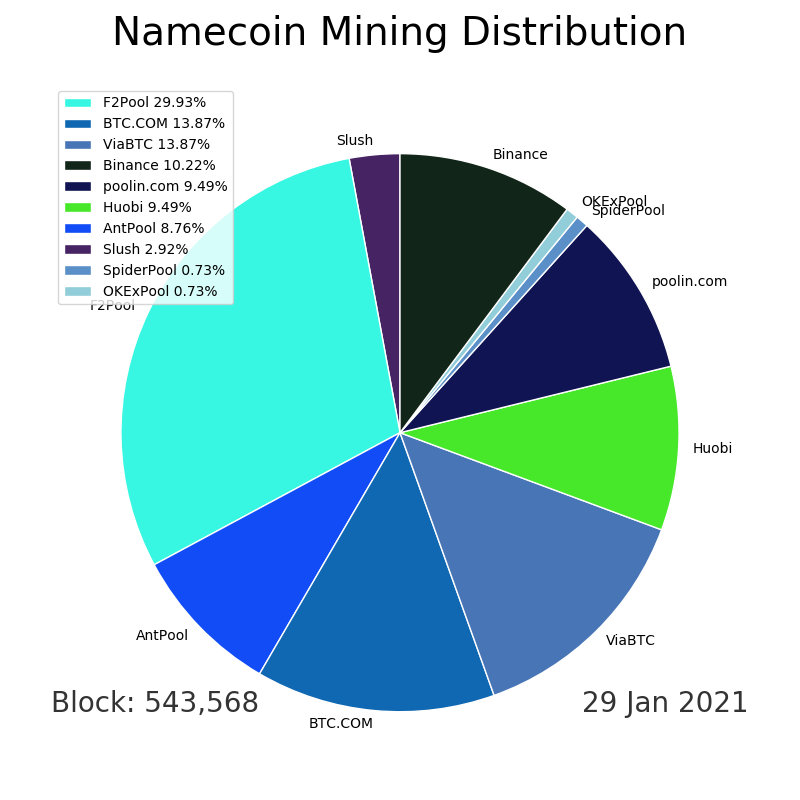 Namecoin Mining Distribution
F2Pool 29.93%
BTC.COM 13.87%
ViaBTC 13.87%
Binance 10.22%
poolin.com 9.49%
Huobi 9.49%
AntPool 8.76%
Slush 2.92%
SpiderPool 0.73%
OKExPool 0.73%
Slush
Binance
OKExPool
SpiderPool
poolin.com
F2Pool
Huobi
AntPool
ViaBTC
BTC.COM
Block: 543,568
29 Jan 2021